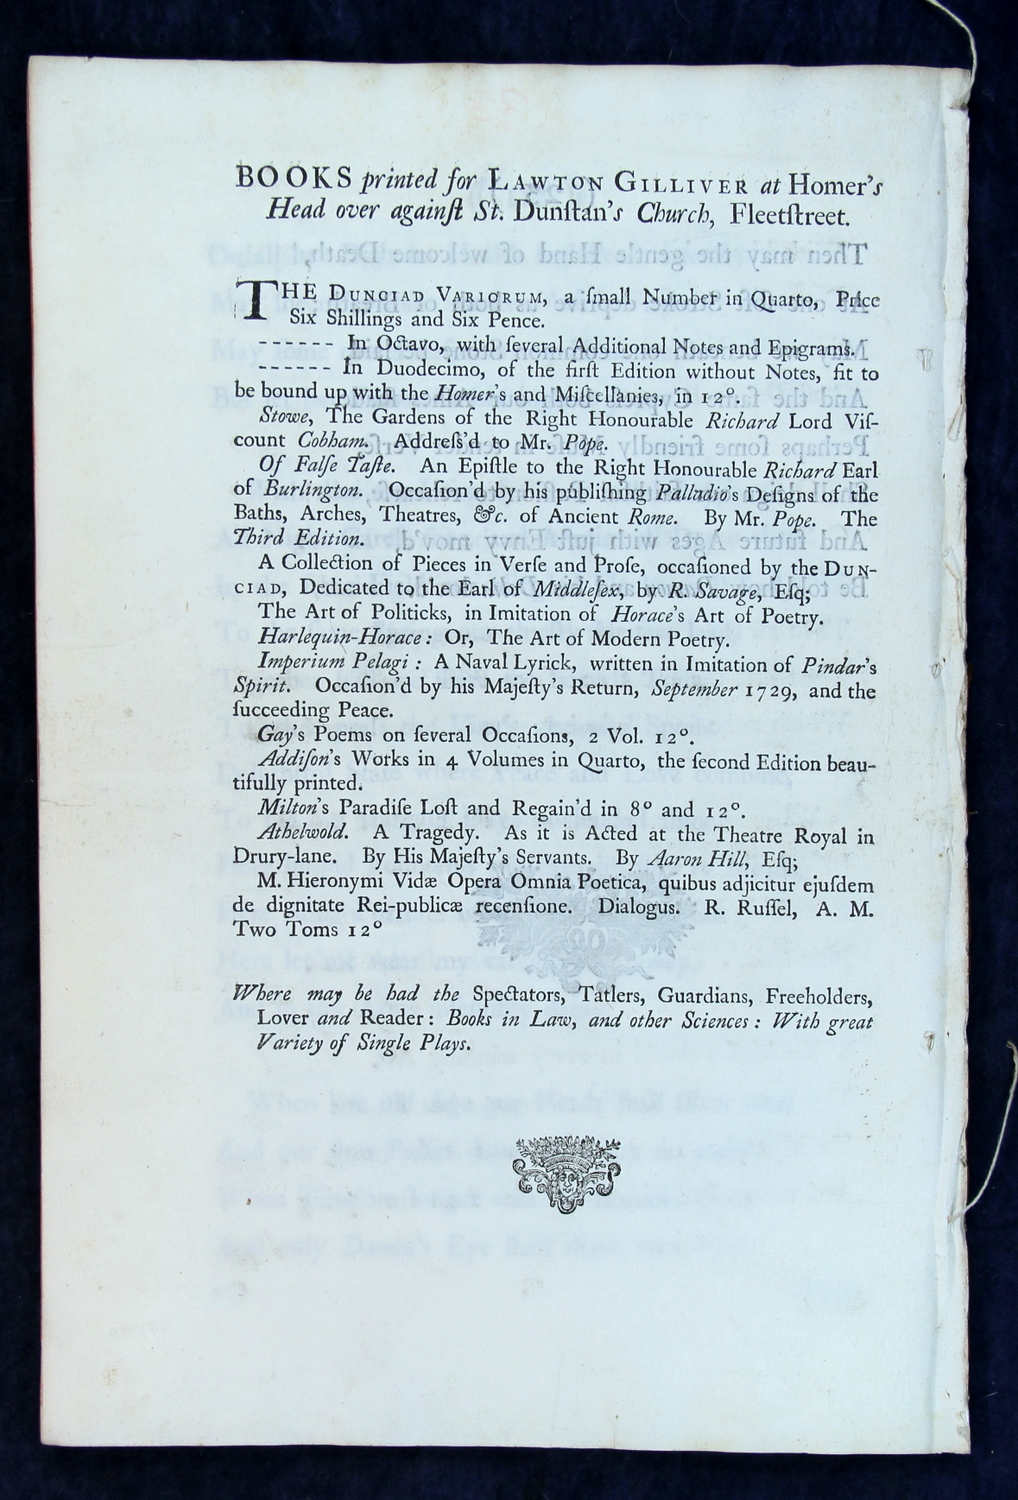 BOOKS printed for LAWTON GILLIVER at Homer's
Head over againſt St. Dunſtan's Church, Fleetſtreet.
THE DUNCIAD VARIORUM, a ſmall Number in Quarto, Price
Six Shillings and Six Pence.
------ In Octavo, with ſeveral Additional Notes and Epigrams.
------ In Duodecimo, of the firſt Edition without Notes, fit to
be bound up with the Homer's and Miſcellanies, in 12°.
Stowe, The Gardens of the Right Honourable Richard Lord Viſ-
count Cobham. Addreſs'd to Mr. Pope.
Of Falſe Taſte. An Epiſtle to the Right Honourable Richard Earl
of Burlington. Occaſion'd by his publiſhing Palladio's Deſigns of the
Baths, Arches, Theatres, &c. of Ancient Rome. By Mr. Pope. The
Third Edition.
A Collection of Pieces in Verſe and Proſe, occaſioned by the DUN-
CIAD, Dedicated to the Earl of Middleſex, by R. Savage, Eſq;
The Art of Politicks, in Imitation of Horace's Art of Poetry.
Harlequin-Horace: Or, The Art of Modern Poetry.
Imperium Pelagi: A Naval Lyrick, written in Imitation of Pindar's
Spirit. Occaſion'd by his Majeſty's Return, September 1729, and the
ſucceeding Peace.
Gay's Poems on ſeveral Occaſions, 2 Vol. 12°.
Addiſon's Works in 4 Volumes in Quarto, the ſecond Edition beau-
tifully printed.
Milton's Paradiſe Loſt and Regain'd in 8° and 12°.
Athelwold. A Tragedy. As it is Acted at the Theatre Royal in
Drury-lane. By His Majeſty's Servants. By Aaron Hill, Eſq;
M. Hieronymi Vidæ Opera Omnia Poetica, quibus adjicitur ejuſdem
de dignitate Rei-publicæ recenſione. Dialogus. R. Ruſſel, A. M.
Two Toms 12°
Where may be had the Spectators, Tatlers, Guardians, Freeholders,
Lover and Reader: Books in Law, and other Sciences: With great
Variety of Single Plays.